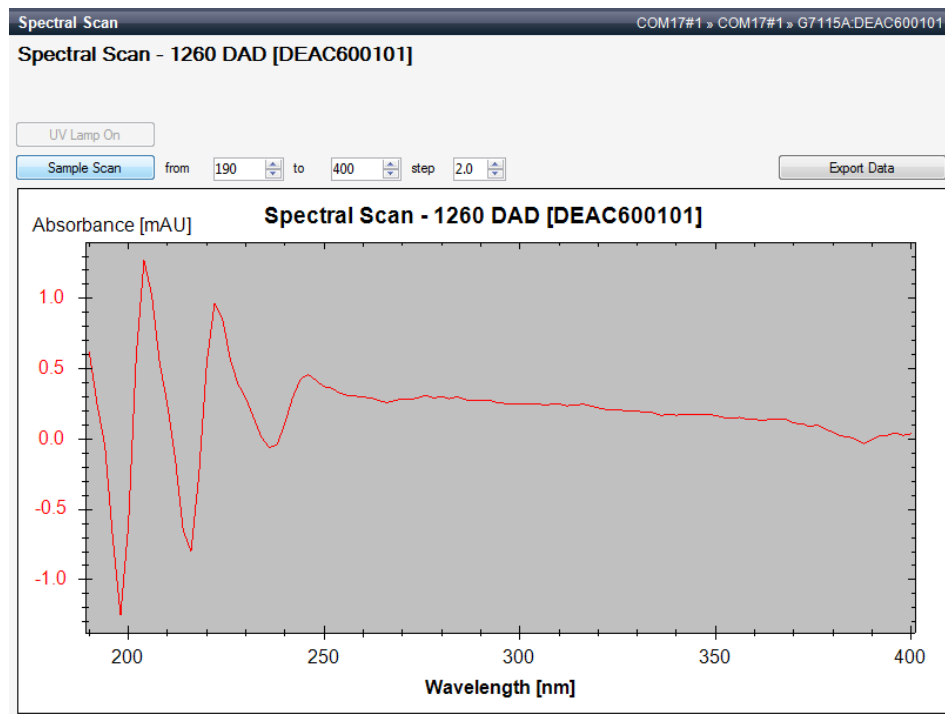 Spectral Scan COM17#1 » COM17#1 » G7115A:DEAC600101
Spectral Scan - 1260 DAD [DEAC600101]
UV Lamp On
Sample Scan from 190 to 400 step 2.0 Export Data
Spectral Scan - 1260 DAD [DEAC600101]
Absorbance [mAU]
1.0
0.5
0.0
-0.5
-1.0
200 250 300 350 400
Wavelength [nm]